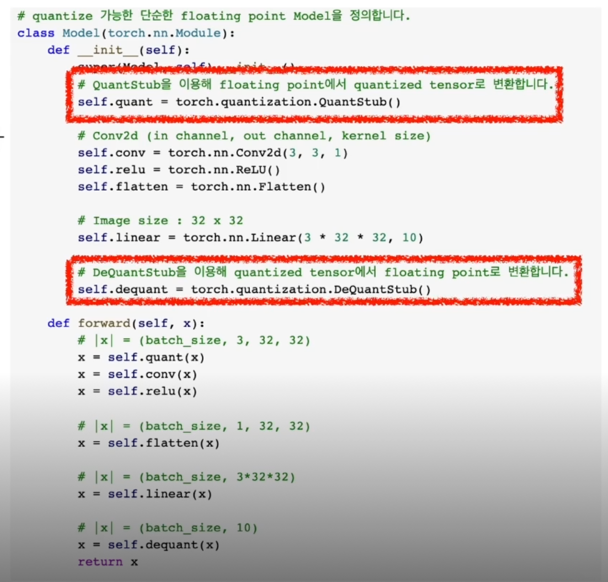 # quantize 가능한 단순한 floating point Model을 정의합니다.
class Model(torch.nn.Module):
def __init__(self):
super(Model, self).__init__()
# QuantStub을 이용해 floating point에서 quantized tensor로 변환합니다.
self.quant = torch.quantization.QuantStub()
# Conv2d (in channel, out channel, kernel size)
self.conv = torch.nn.Conv2d(3, 3, 1)
self.relu = torch.nn.ReLU()
self.flatten = torch.nn.Flatten()
# Image size : 32 x 32
self.linear = torch.nn.Linear(3 * 32 * 32, 10)
# DeQuantStub을 이용해 quantized tensor에서 floating point로 변환합니다.
self.dequant = torch.quantization.DeQuantStub()
def forward(self, x):
# |x| = (batch_size, 3, 32, 32)
x = self.quant(x)
x = self.conv(x)
x = self.relu(x)
# |x| = (batch_size, 1, 32, 32)
x = self.flatten(x)
# |x| = (batch_size, 3*32*32)
x = self.linear(x)
# |x| = (batch_size, 10)
x = self.dequant(x)
return x